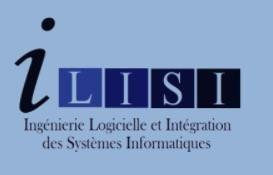 iLISI
Ingénierie Logicielle et Intégration
des Systèmes Informatiques